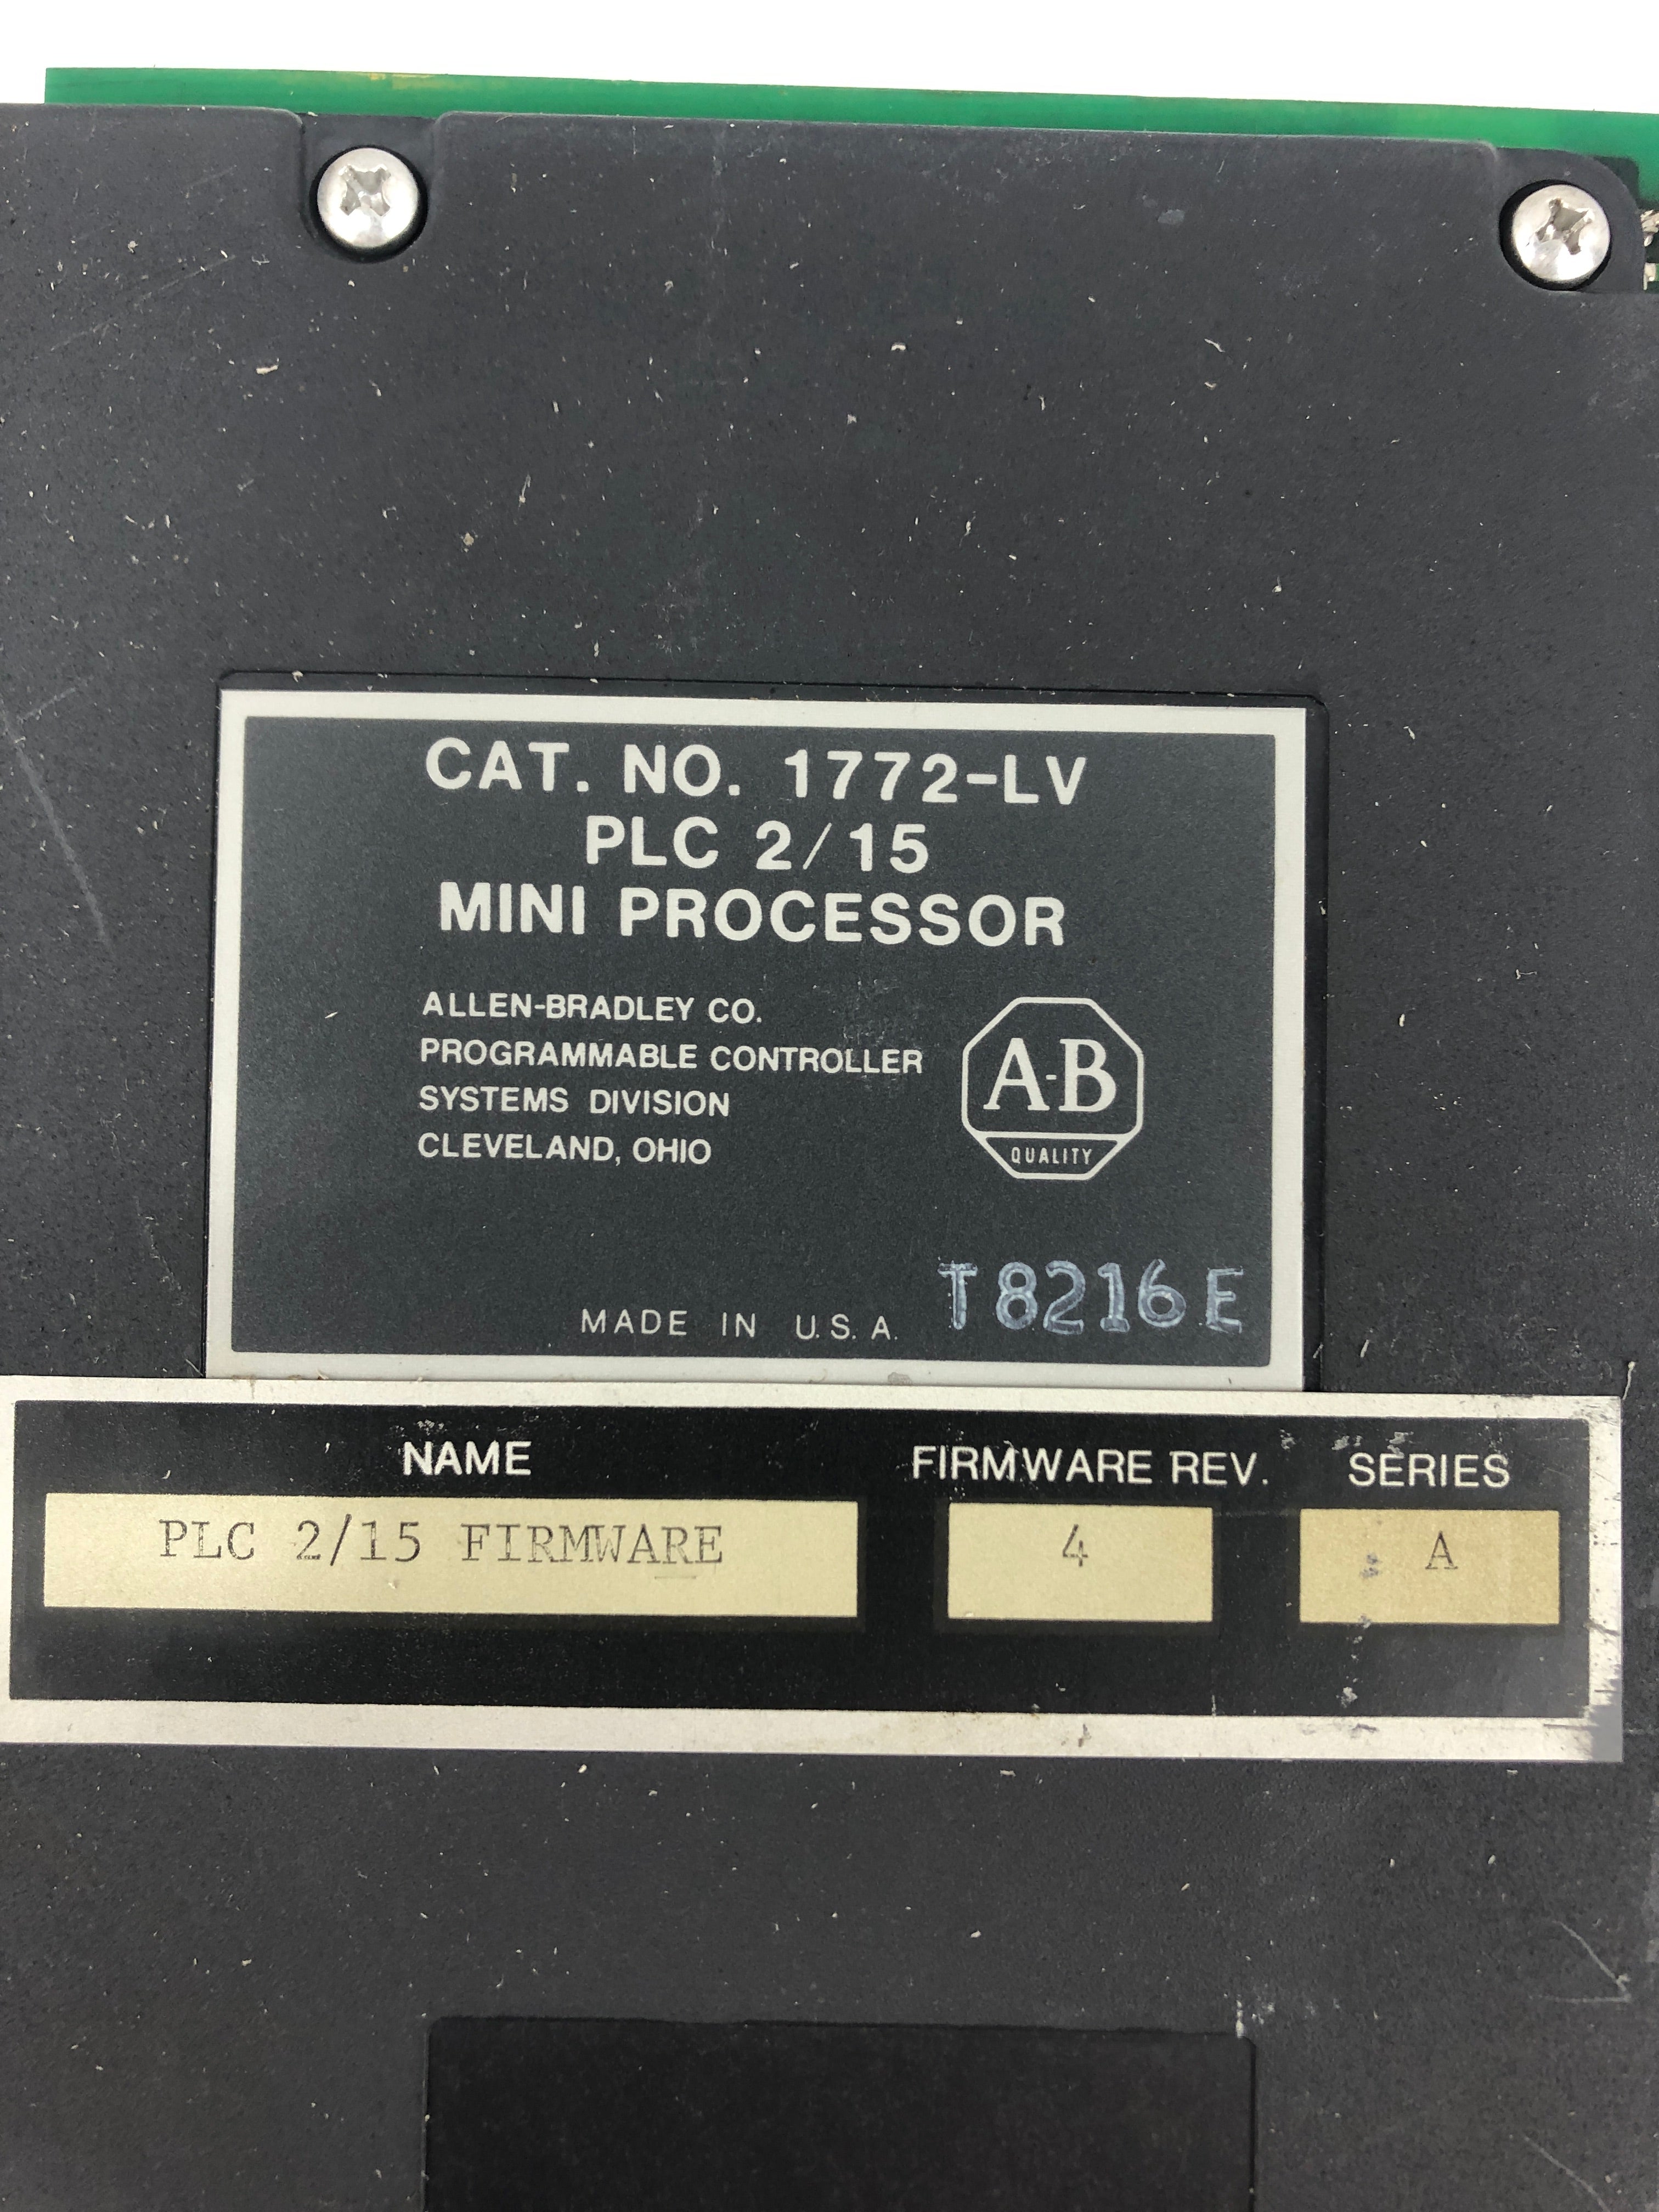 CAT. NO. 1772-LV
PLC 2/15
MINI PROCESSOR
ALLEN-BRADLEY CO.
PROGRAMMABLE CONTROLLER
SYSTEMS DIVISION
CLEVELAND, OHIO
A-B
QUALITY
MADE IN U.S.A. T8216E
NAME FIRMWARE REV. SERIES
PLC 2/15 FIRMWARE 4 A